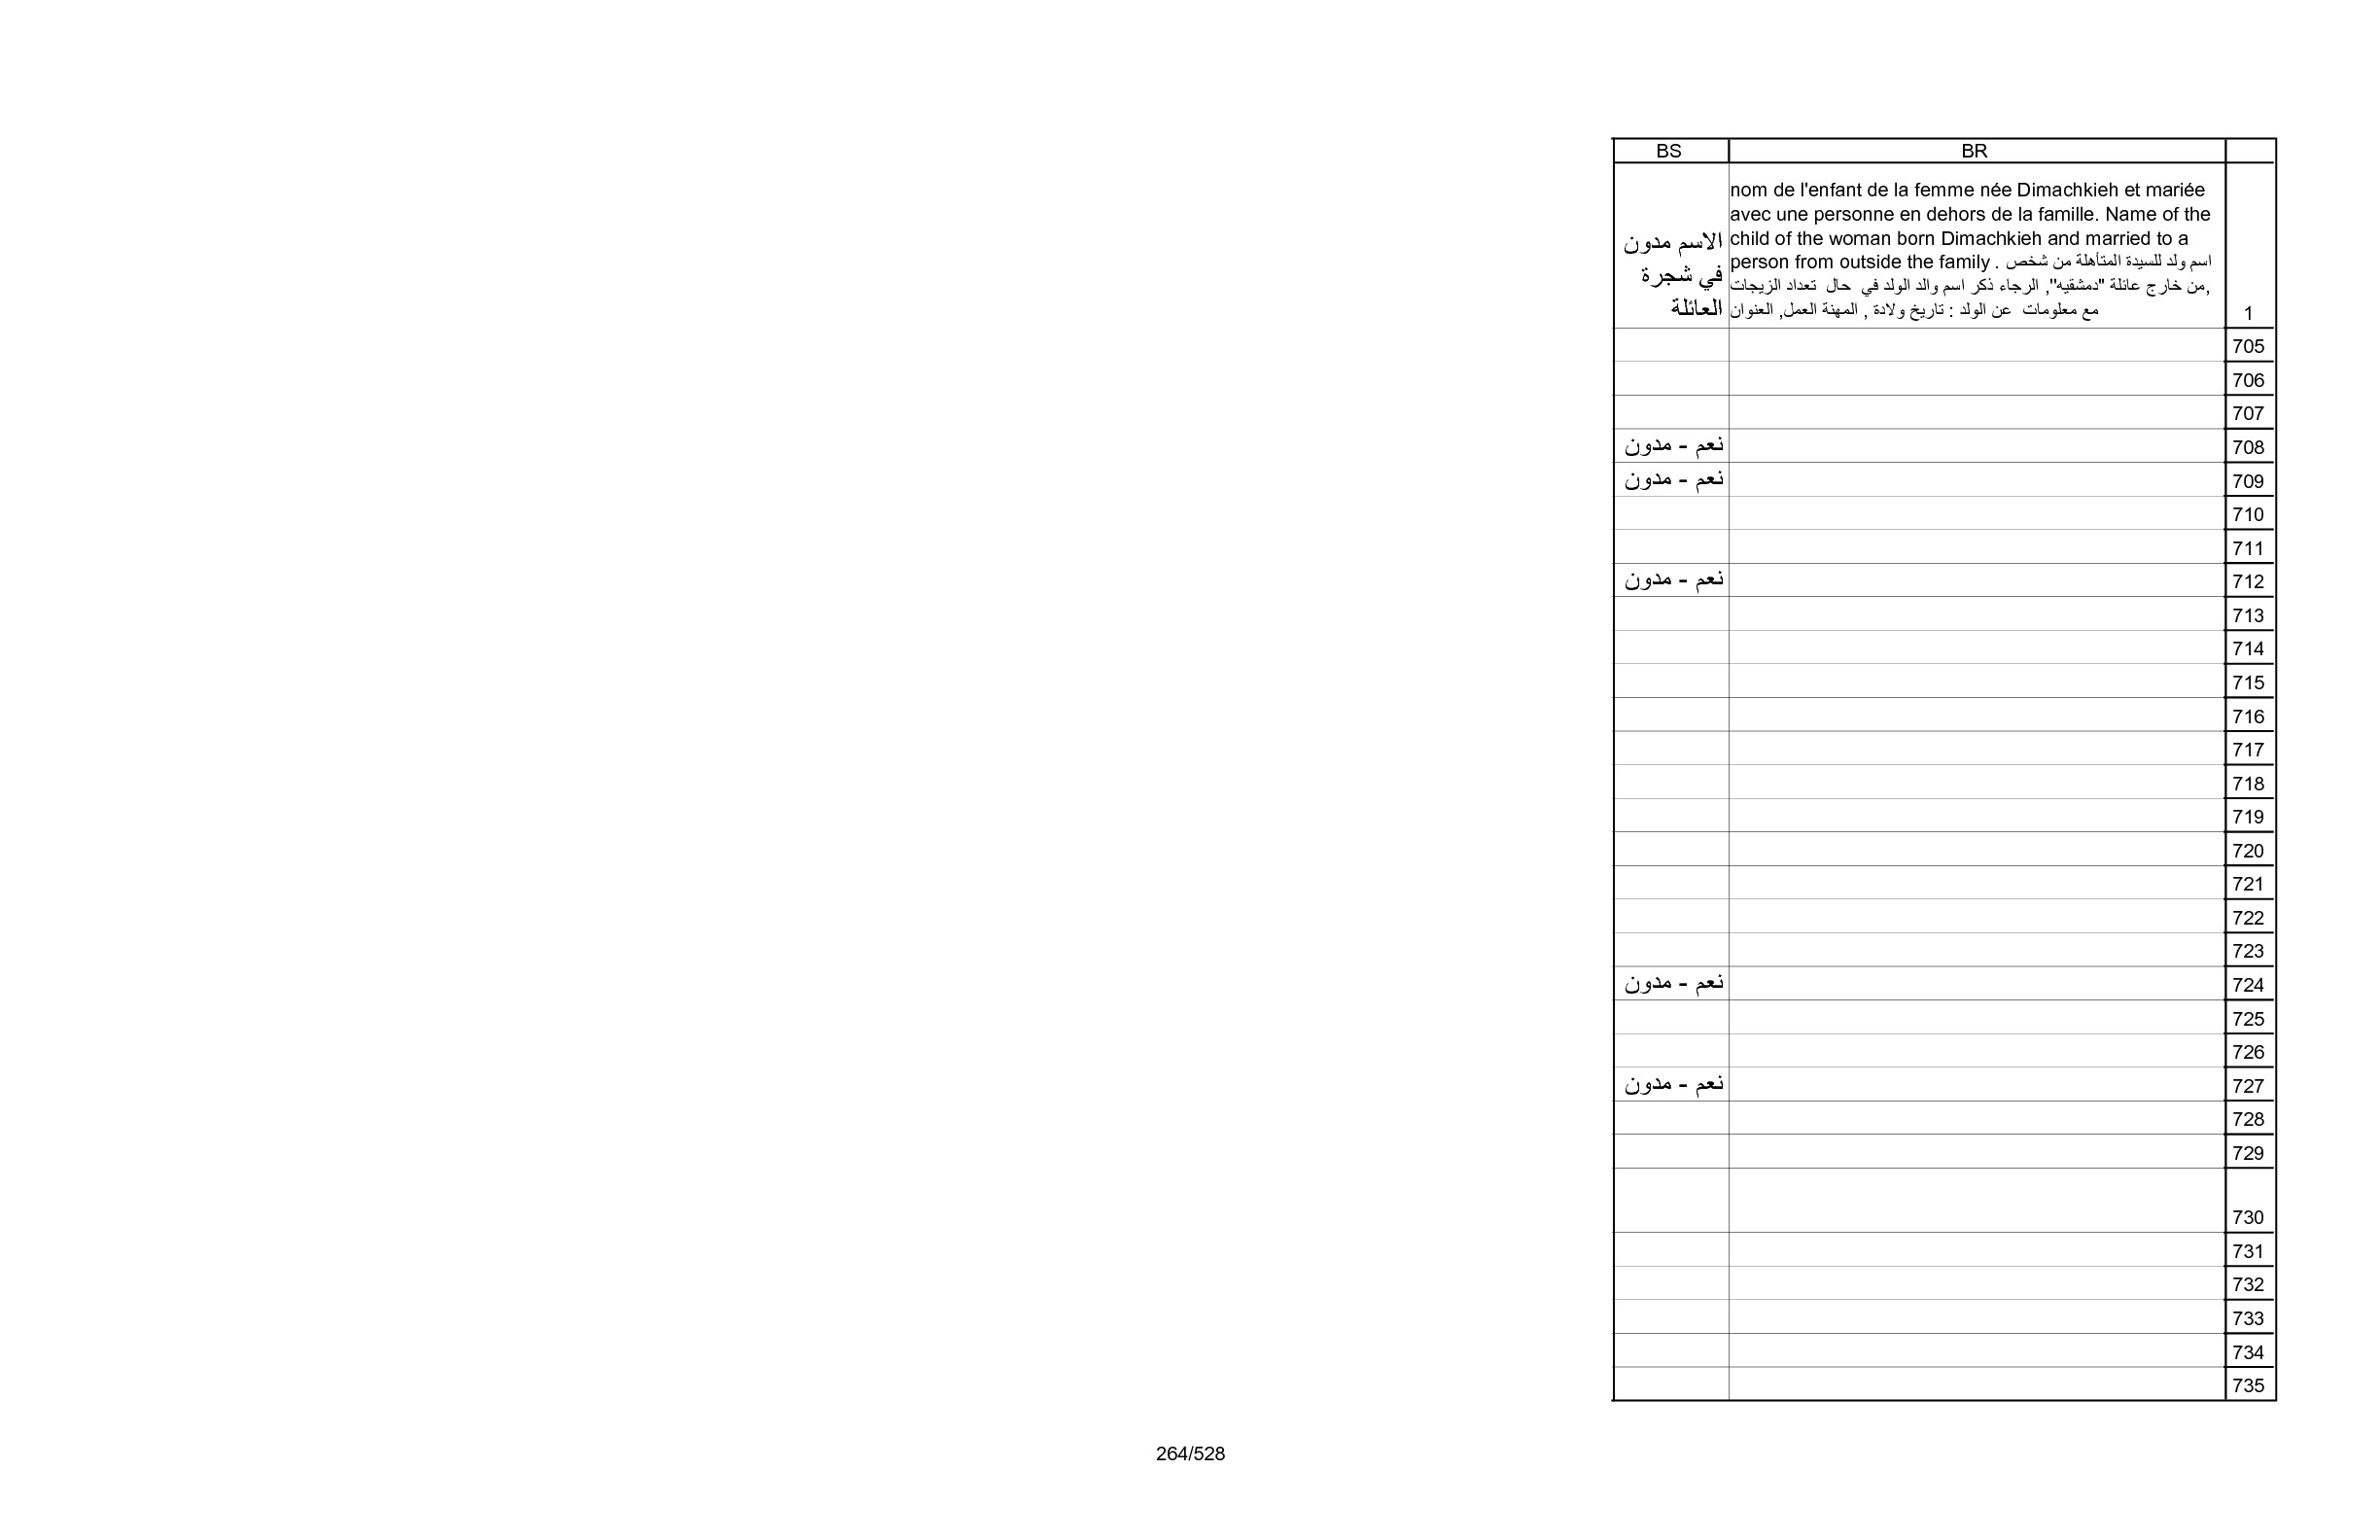 BS BR
nom de l'enfant de la femme née Dimachkieh et mariée
avec une personne en dehors de la famille. Name of the
child of the woman born Dimachkieh and married to a
person from outside the family . اسم ولد للسيدة المتأهلة من شخص
من خارج عائلة "دمشقيه", الرجاء ذكر اسم والد الولد في حال تعداد الزيجات,
مع معلومات عن الولد : تاريخ ولادة , المهنة العمل, العنوان
الاسم مدون
في شجرة
العائلة
1
705
706
707
نعم - مدون 708
نعم - مدون 709
710
711
نعم - مدون 712
713
714
715
716
717
718
719
720
721
722
723
نعم - مدون 724
725
726
نعم - مدون 727
728
729
730
731
732
733
734
735
264/528